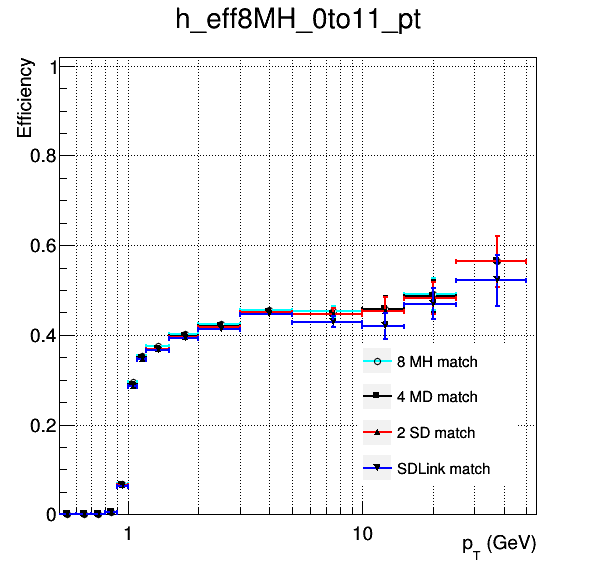 h_eff8MH_0to11_pt
Efficiency
1
0.8
0.6
0.4
0.2
0
8 MH match
4 MD match
2 SD match
SDLink match
1
10
p_T (GeV)